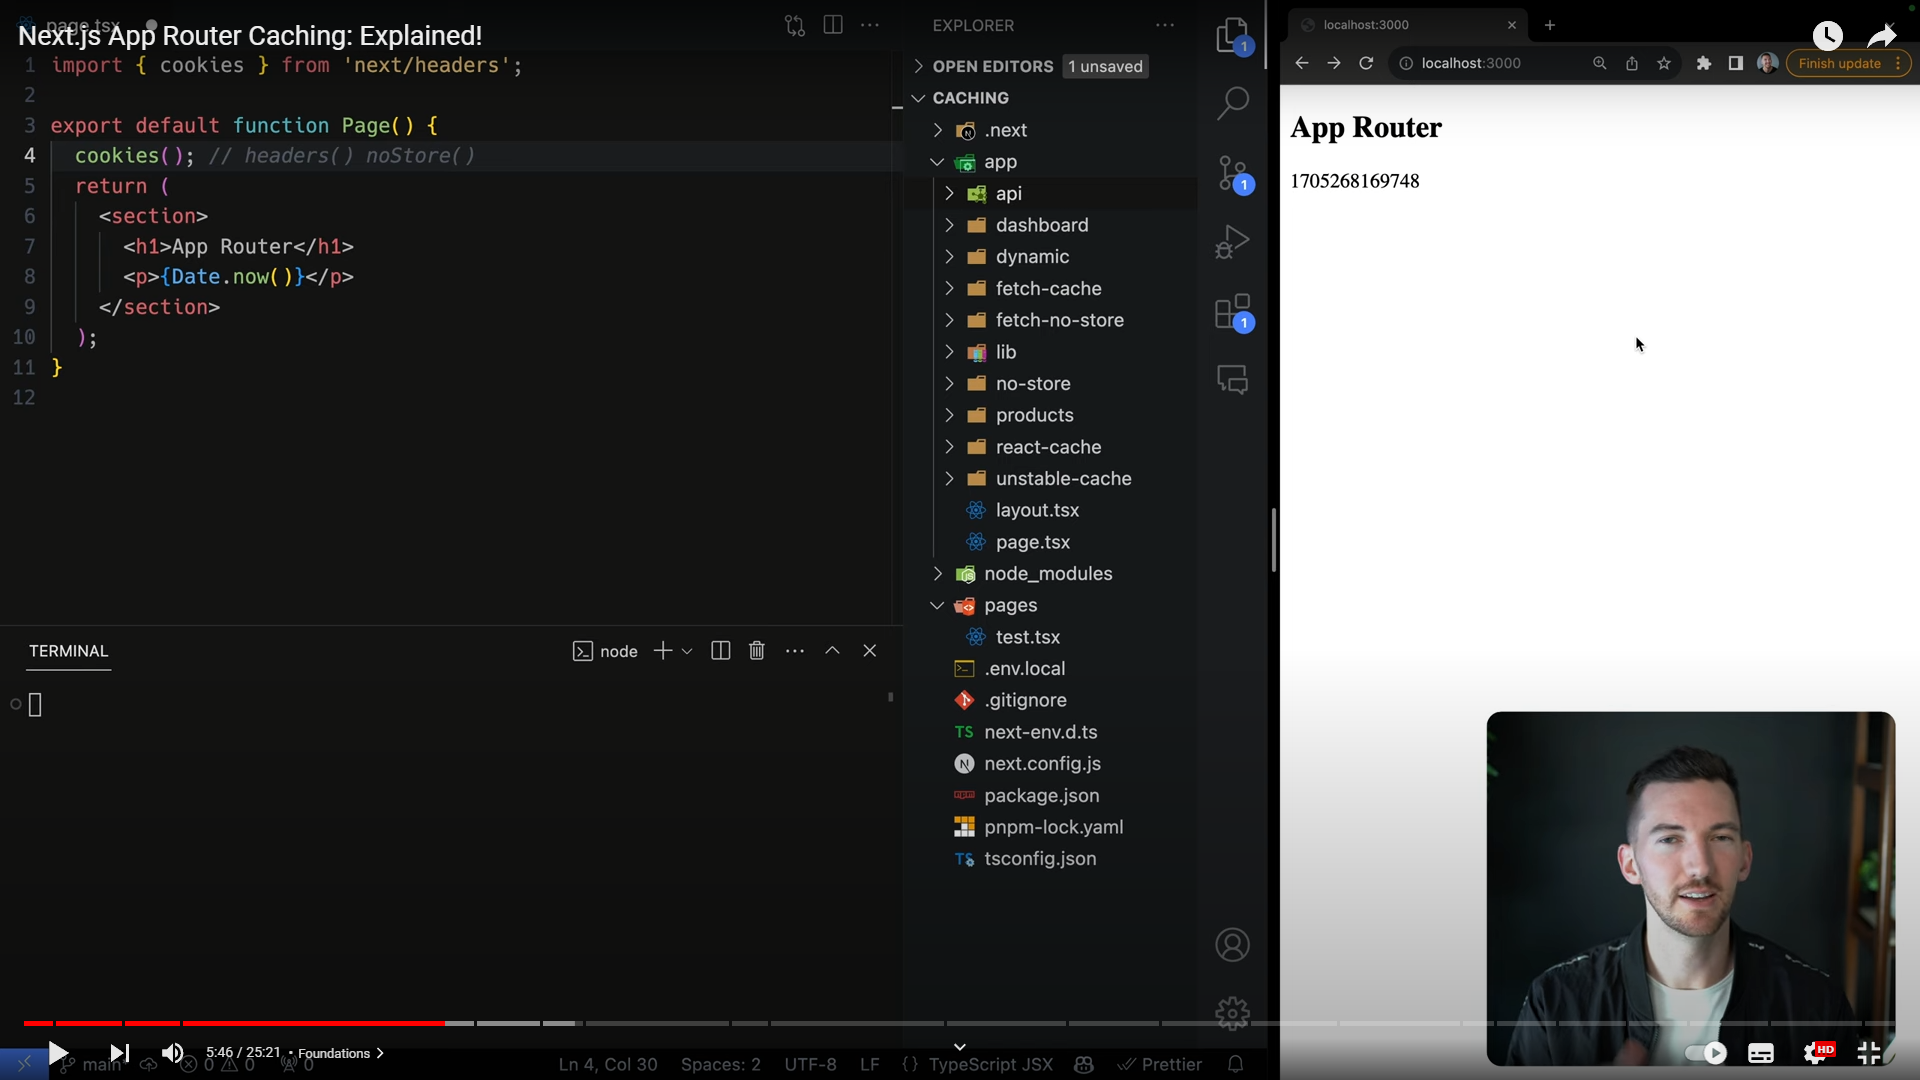 page.tsx
Next.js App Router Caching: Explained!
1 import { cookies } from 'next/headers';
2
3 export default function Page() {
4 cookies(); // headers() noStore()
5 return (
6 <section>
7 <h1>App Router</h1>
8 <p>{Date.now()}</p>
9 </section>
10 );
11 }
12
TERMINAL
node
EXPLORER
OPEN EDITORS 1 unsaved
CACHING
.next
app
api
dashboard
dynamic
fetch-cache
fetch-no-store
lib
no-store
products
react-cache
unstable-cache
layout.tsx
page.tsx
node_modules
pages
test.tsx
.env.local
.gitignore
TS next-env.d.ts
N next.config.js
package.json
pnpm-lock.yaml
TS tsconfig.json
1
1
1
localhost:3000
localhost:3000
Finish update
App Router
1705268169748
5:46 / 25:21 • Foundations
HD
main 0 0 0
Ln 4, Col 30 Spaces: 2 UTF-8 LF {} TypeScript JSX Prettier